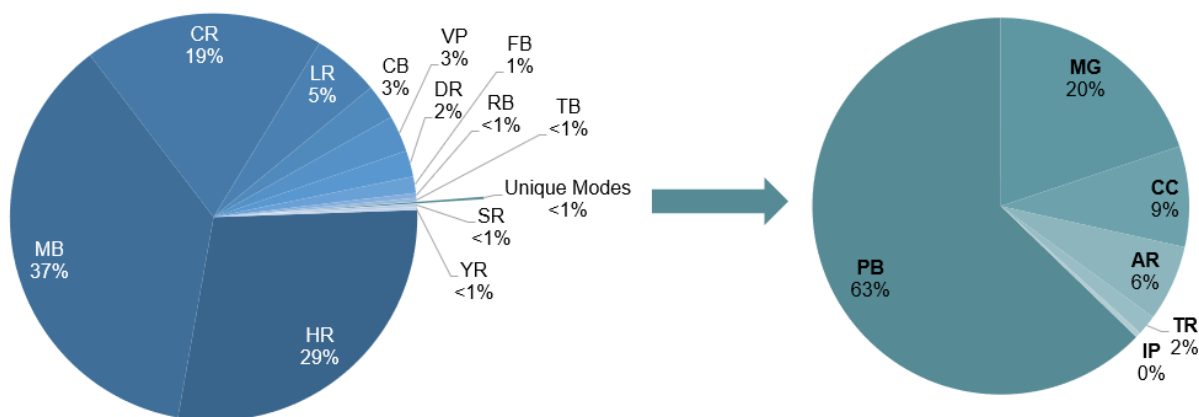 CR
19%
LR
5%
CB
3%
VP
3%
DR
2%
FB
1%
RB
<1%
TB
<1%
Unique Modes
<1%
SR
<1%
YR
<1%
HR
29%
MB
37%
MG
20%
CC
9%
AR
6%
TR
2%
IP
0%
PB
63%